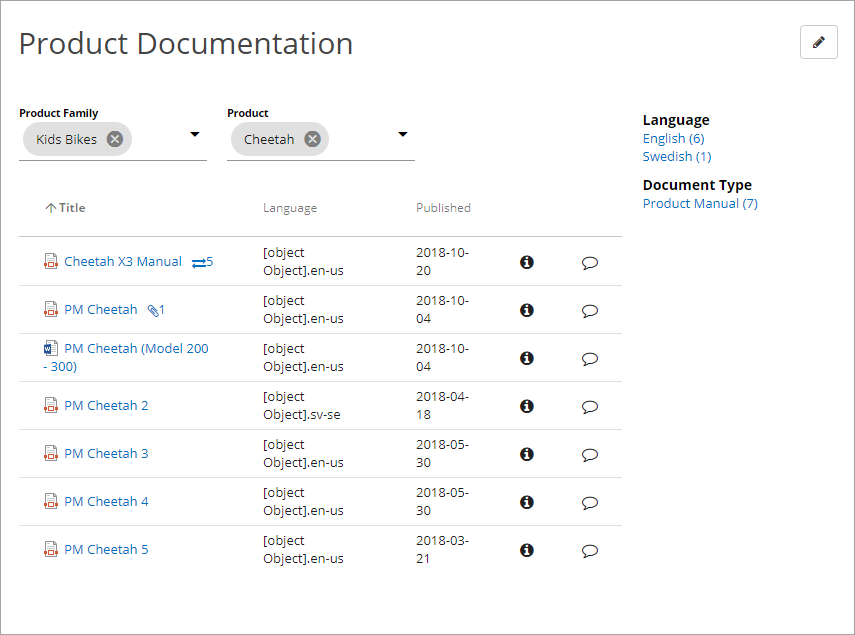 Product Documentation
Product Family
Product
Kids Bikes
Cheetah
Language
English (6)
Swedish (1)
Document Type
Product Manual (7)
Title Language Published
Cheetah X3 Manual 5
[object
Object].en-us
2018-10-
20
PM Cheetah 1
[object
Object].en-us
2018-10-
04
PM Cheetah (Model 200
- 300)
[object
Object].en-us
2018-10-
04
PM Cheetah 2
[object
Object].sv-se
2018-04-
18
PM Cheetah 3
[object
Object].en-us
2018-05-
30
PM Cheetah 4
[object
Object].en-us
2018-05-
30
PM Cheetah 5
[object
Object].en-us
2018-03-
21